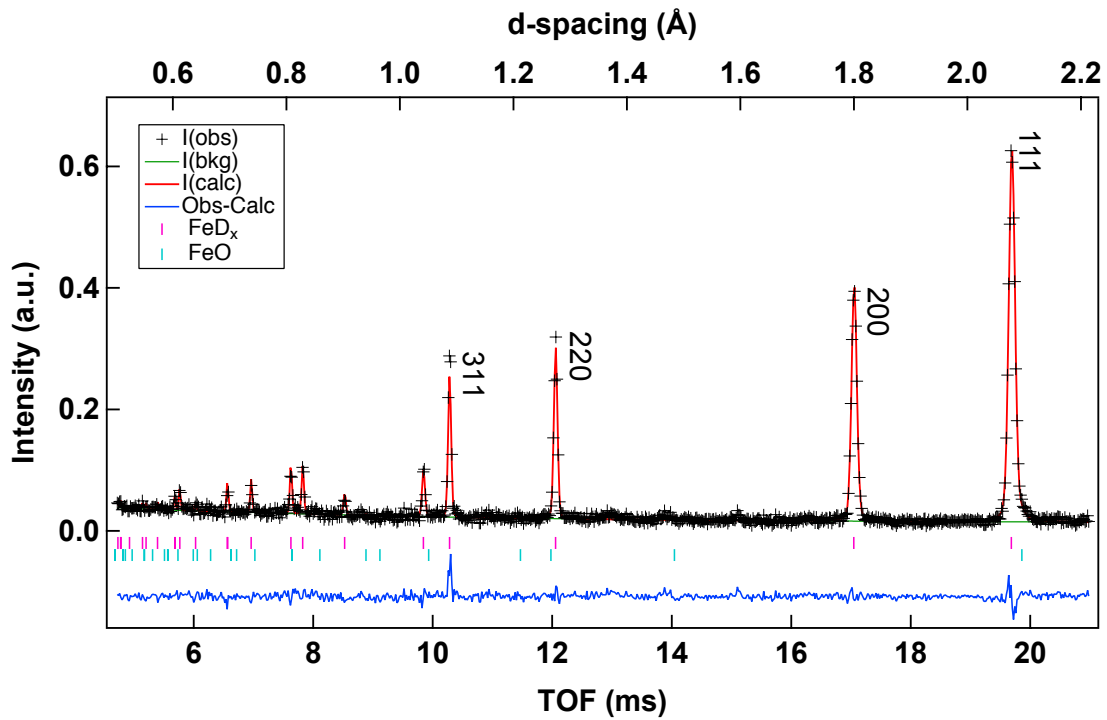 d-spacing (Å)
0.6 0.8 1.0 1.2 1.4 1.6 1.8 2.0 2.2
I(obs)
I(bkg)
I(calc)
Obs-Calc
FeDₓ
FeO
311
220
200
111
Intensity (a.u.)
0.6
0.4
0.2
0.0
6 8 10 12 14 16 18 20
TOF (ms)